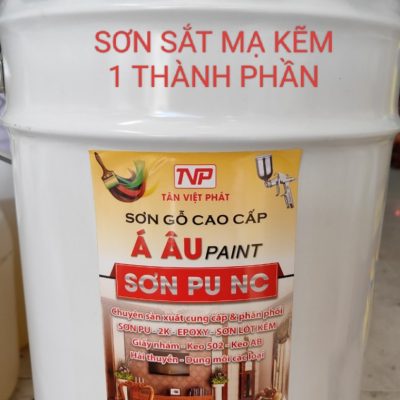 SƠN SẮT MẠ KẼM
1 THÀNH PHẦN
TVP
TÂN VIỆT PHÁT
SƠN GỖ CAO CẤP
Á ÂU PAINT
SƠN PU NC
Chuyên sản xuất cung cấp & phân phối
SƠN PU - 2K - EPOXY - SƠN LÓT KẼM
Giấy nhám - Keo 502 - Keo AB
Hải thuyền - Dung môi các loại